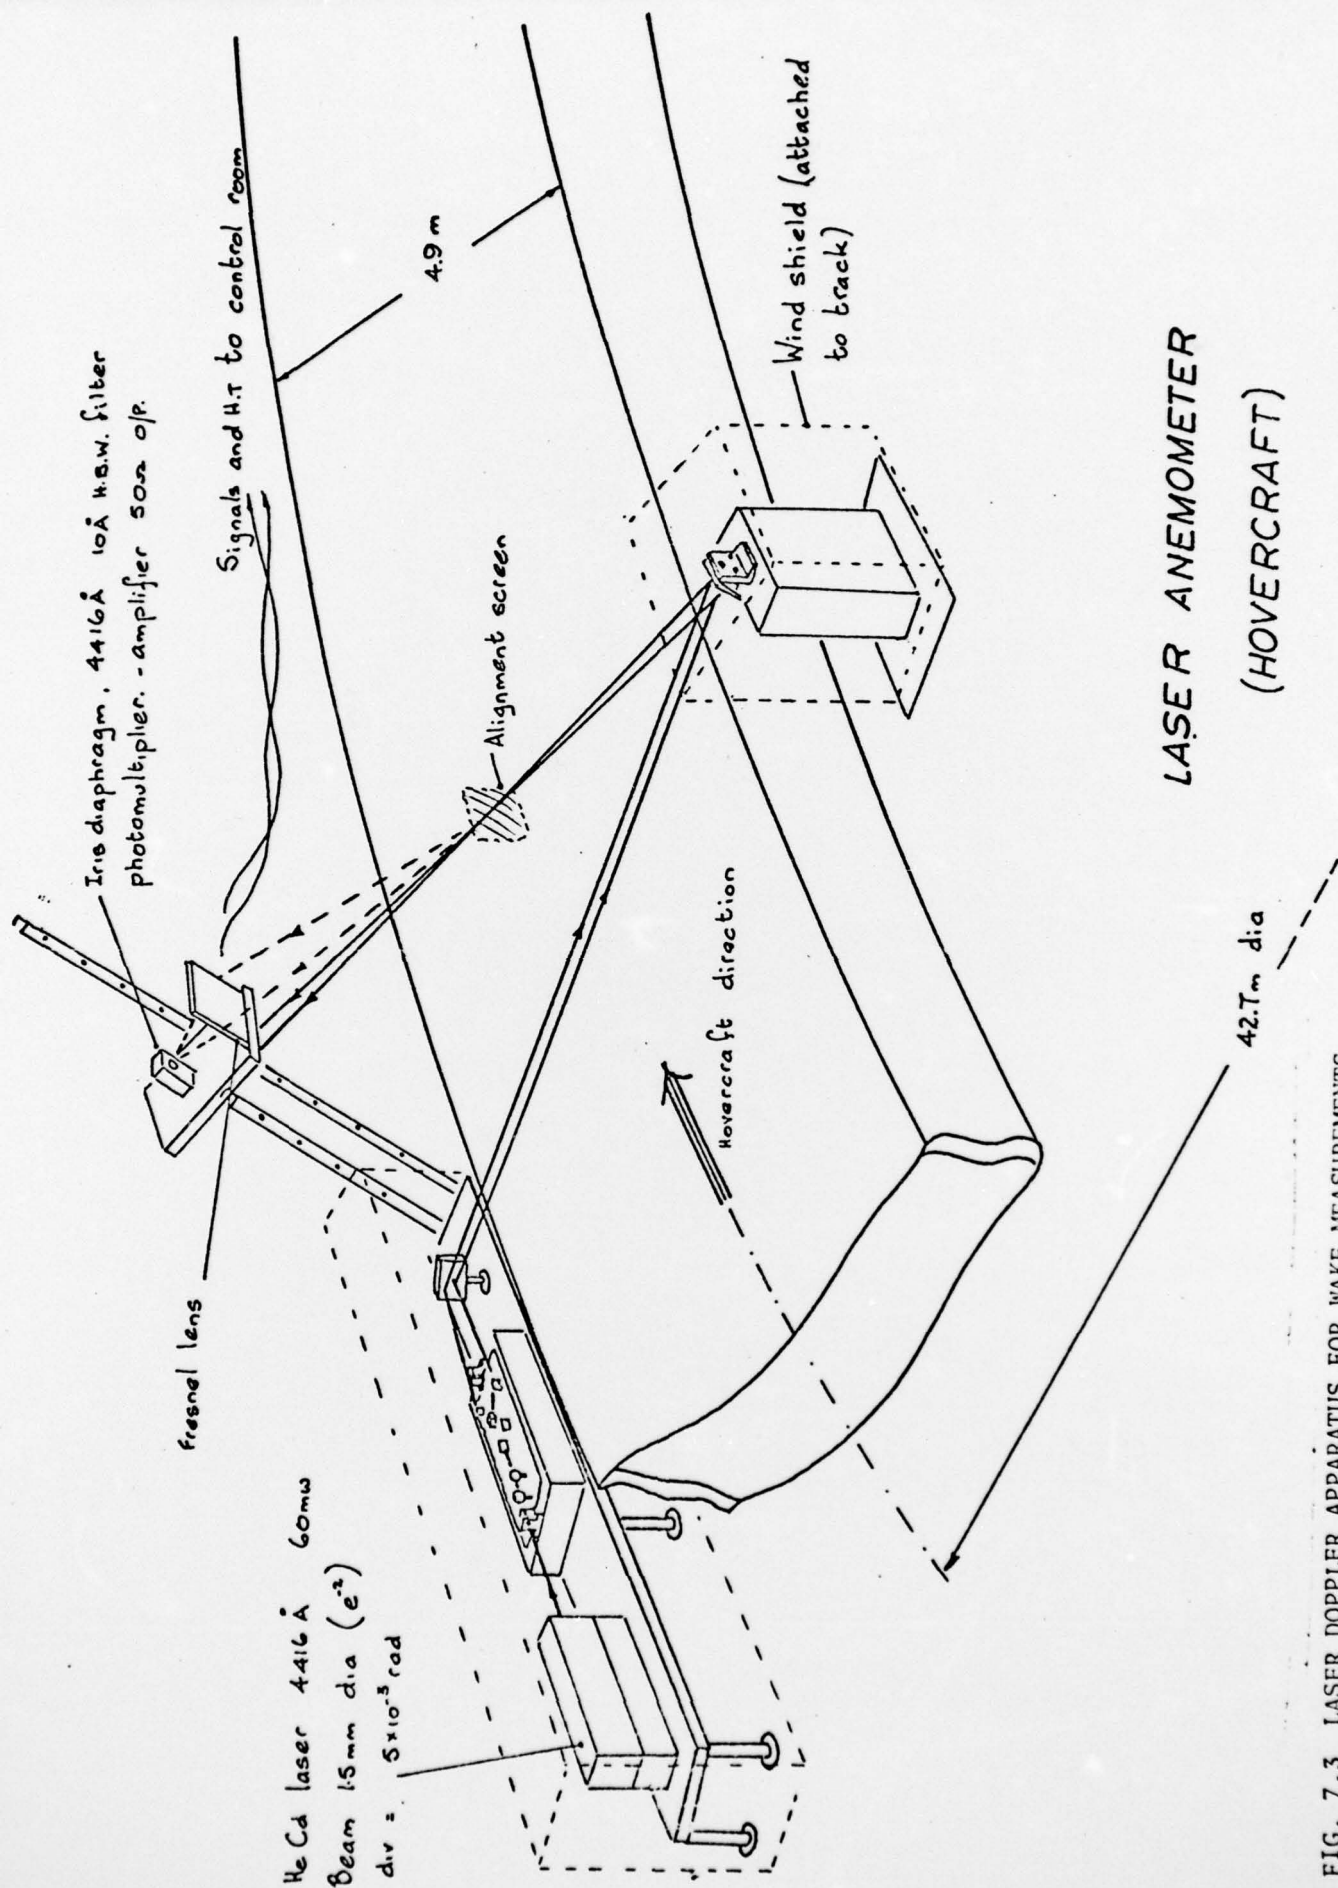 Iris diaphragm, 4416Å 10Å H.B.W. filter
photomultiplier. - amplifier 50Ω o/p.
Signals and H.T to control room
4.9m
Fresnel lens
Alignment screen
Wind shield (attached
to track)
He Cd laser 4416Å 60mw
Beam 1.5mm dia (e⁻²)
div = 5x10⁻³ rad
Hovercraft direction
42.7m dia
LASER ANEMOMETER
(HOVERCRAFT)
FIG. 7.3 LASER DOPPLER APPARATUS FOR WAKE MEASUREMENTS